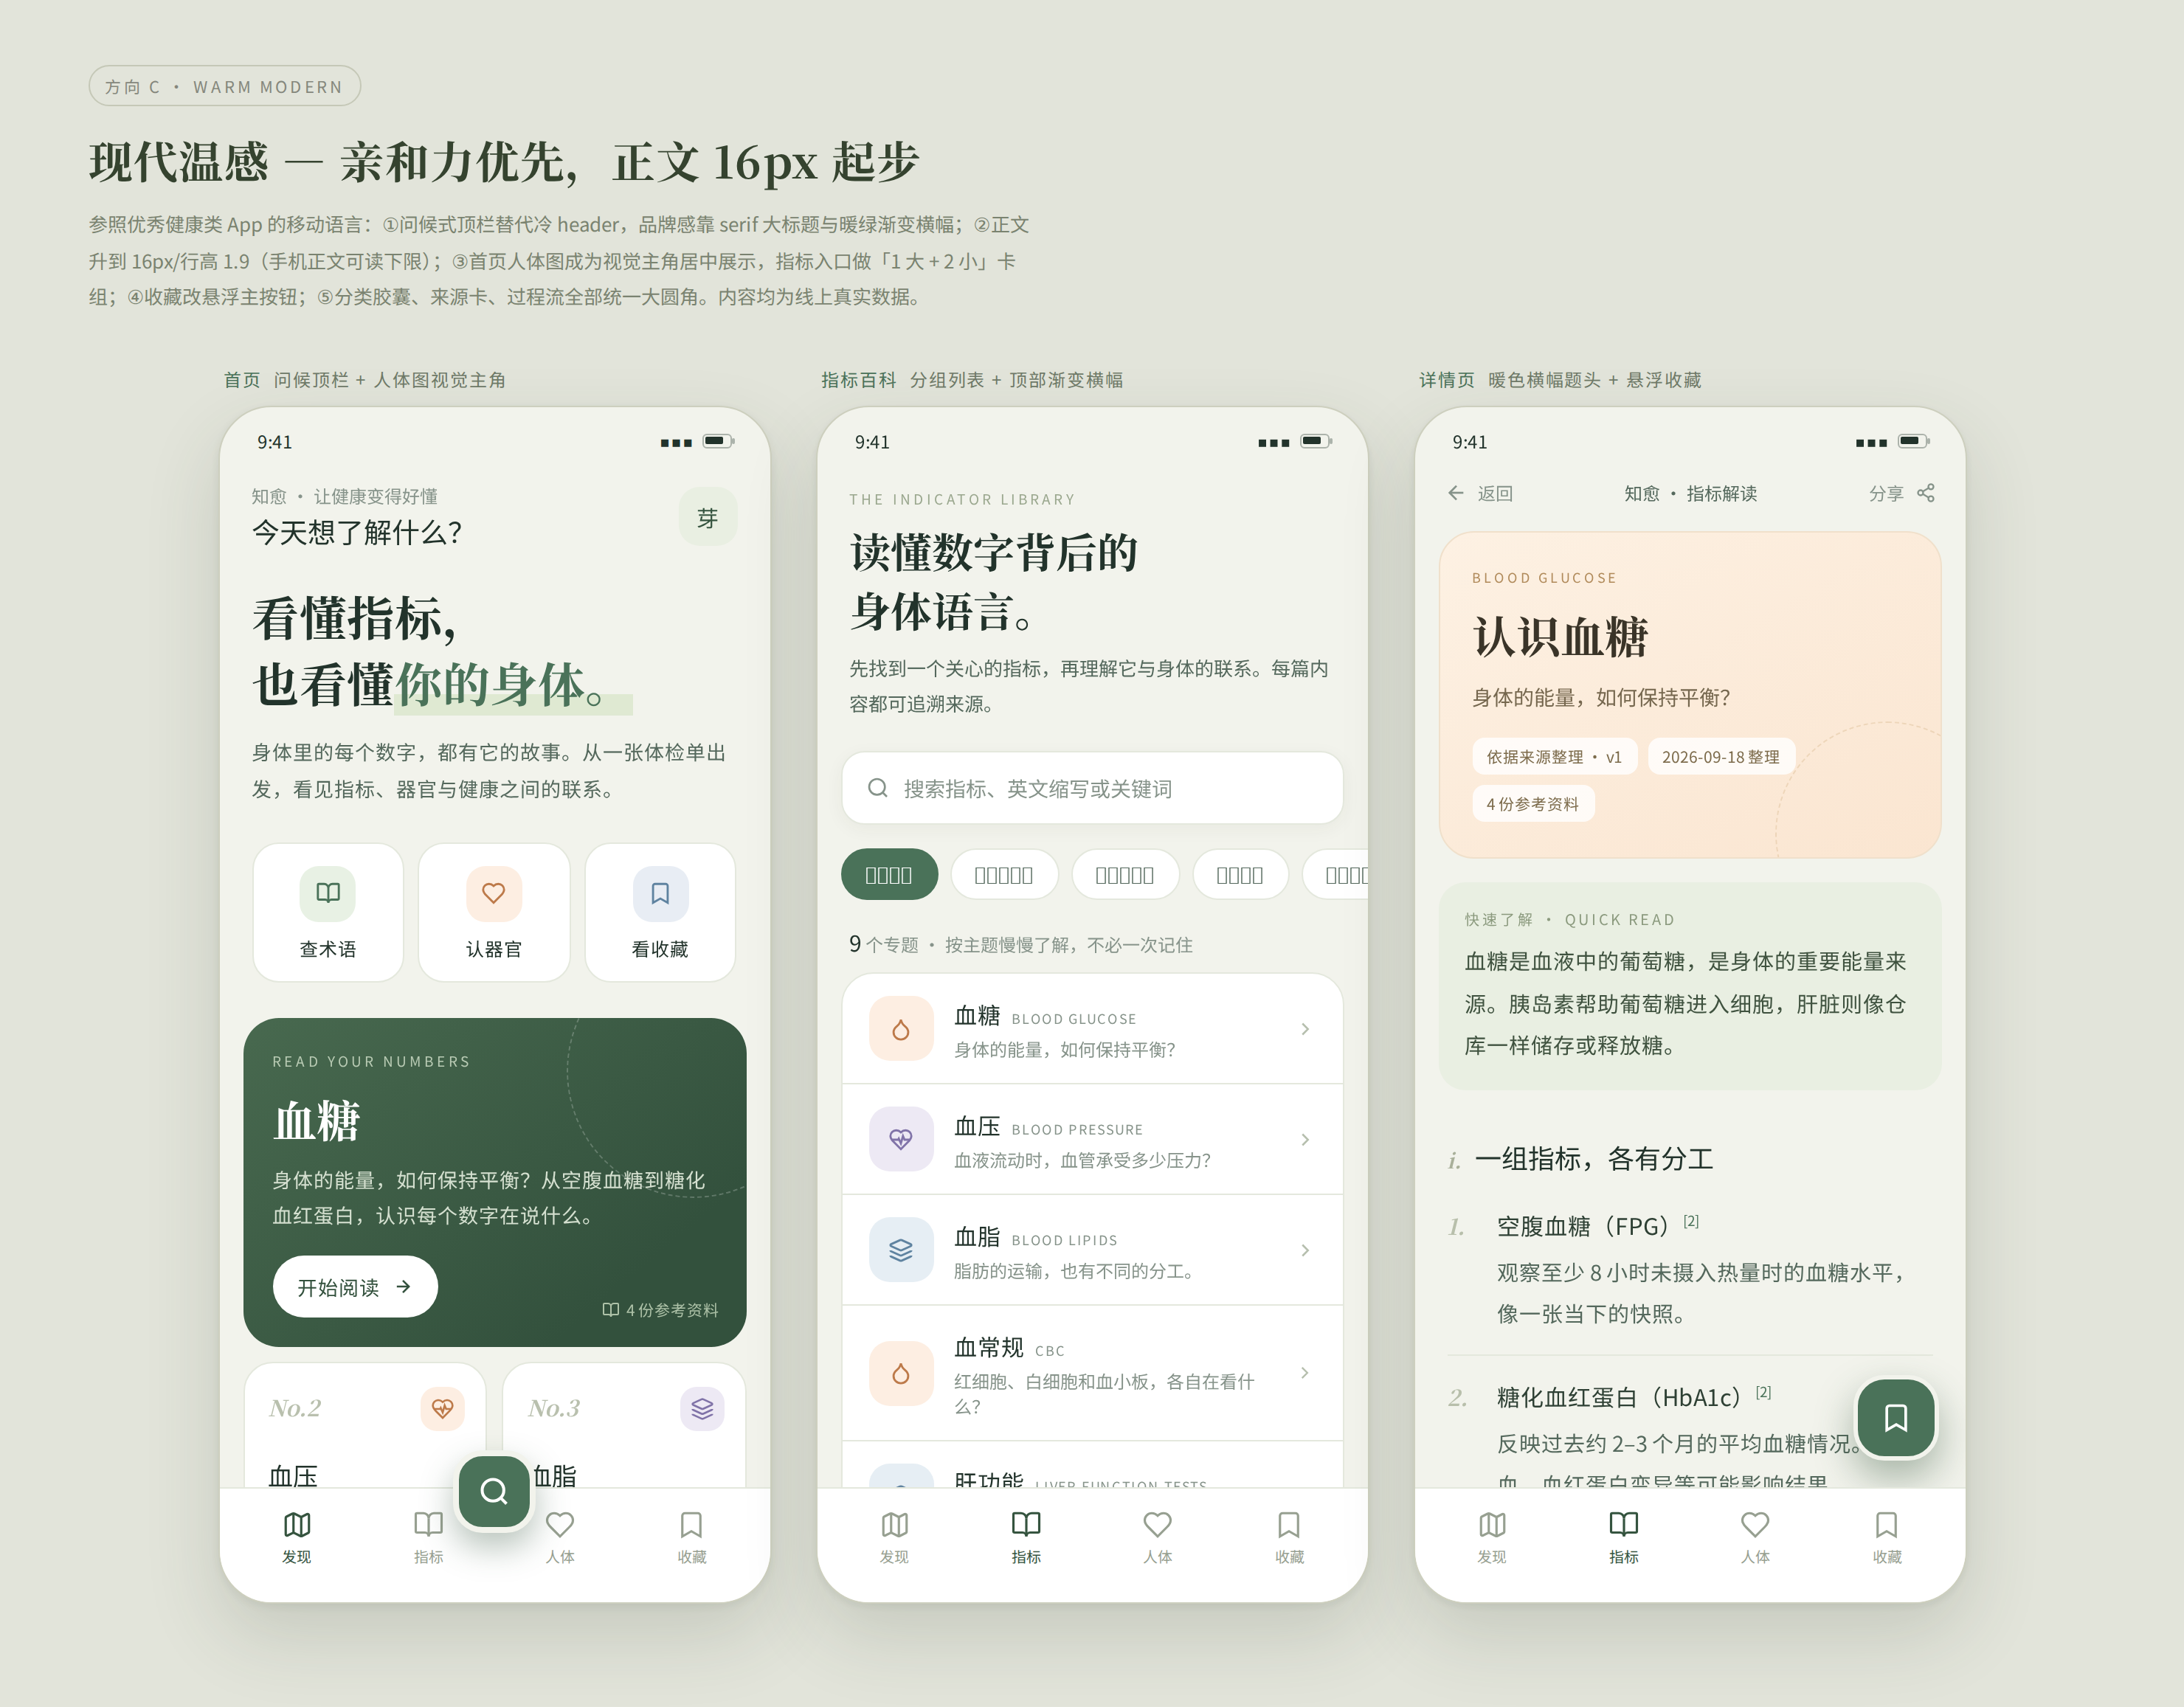 方向 C · WARM MODERN
现代温感 — 亲和力优先，正文 16px 起步
参照优秀健康类 App 的移动语言：①问候式顶栏替代冷 header，品牌感靠 serif 大标题与暖绿渐变横幅；②正文
升到 16px/行高 1.9（手机正文可读下限）；③首页人体图成为视觉主角居中展示，指标入口做「1 大 + 2 小」卡
组；④收藏改悬浮主按钮；⑤分类胶囊、来源卡、过程流全部统一大圆角。内容均为线上真实数据。
首页 问候顶栏 + 人体图视觉主角
9:41
知愈 · 让健康变得好懂
今天想了解什么？
芽
看懂指标，
也看懂你的身体。
身体里的每个数字，都有它的故事。从一张体检单出
发，看见指标、器官与健康之间的联系。
查术语
认器官
看收藏
READ YOUR NUMBERS
血糖
身体的能量，如何保持平衡？从空腹血糖到糖化
血红蛋白，认识每个数字在说什么。
开始阅读
4 份参考资料
No.2
血压
No.3
血脂
发现
指标
人体
收藏
指标百科 分组列表 + 顶部渐变横幅
9:41
THE INDICATOR LIBRARY
读懂数字背后的
身体语言。
先找到一个关心的指标，再理解它与身体的联系。每篇内
容都可追溯来源。
搜索指标、英文缩写或关键词
9 个专题 · 按主题慢慢了解，不必一次记住
血糖 BLOOD GLUCOSE
身体的能量，如何保持平衡？
血压 BLOOD PRESSURE
血液流动时，血管承受多少压力？
血脂 BLOOD LIPIDS
脂肪的运输，也有不同的分工。
血常规 CBC
红细胞、白细胞和血小板，各自在看什
么？
肝功能 LIVER FUNCTION TESTS
发现
指标
人体
收藏
详情页 暖色横幅题头 + 悬浮收藏
9:41
返回
知愈 · 指标解读
分享
BLOOD GLUCOSE
认识血糖
身体的能量，如何保持平衡？
依据来源整理 · v1
2026-09-18 整理
4 份参考资料
快速了解 · QUICK READ
血糖是血液中的葡萄糖，是身体的重要能量来
源。胰岛素帮助葡萄糖进入细胞，肝脏则像仓
库一样储存或释放糖。
i. 一组指标，各有分工
1. 空腹血糖（FPG）[2]
观察至少 8 小时未摄入热量时的血糖水平，
像一张当下的快照。
2. 糖化血红蛋白（HbA1c）[2]
反映过去约 2–3 个月的平均血糖情况。
血、血红蛋白变异等可能影响结果
发现
指标
人体
收藏